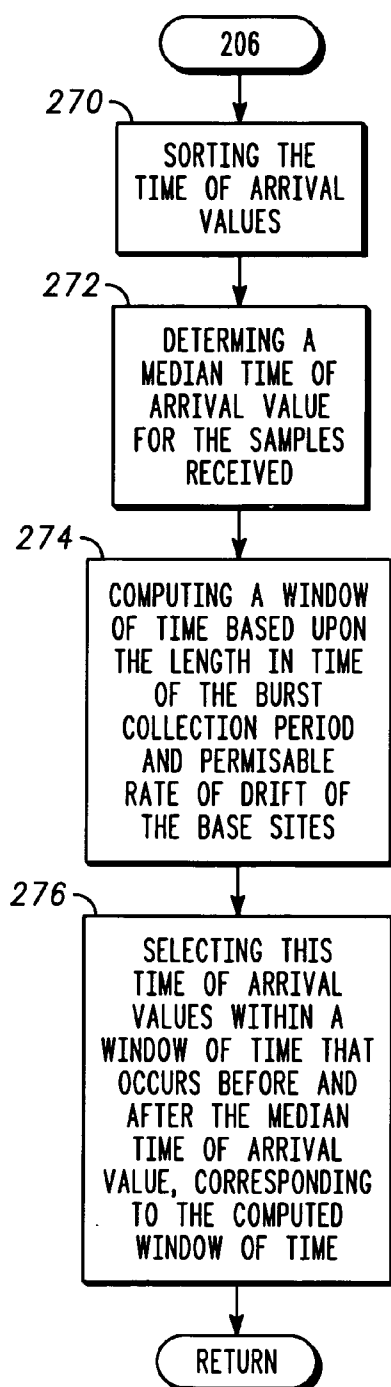 206
270
SORTING THE
TIME OF ARRIVAL
VALUES
272
DETERMING A
MEDIAN TIME OF
ARRIVAL VALUE
FOR THE SAMPLES
RECEIVED
274
COMPUTING A WINDOW
OF TIME BASED UPON
THE LENGTH IN TIME
OF THE BURST
COLLECTION PERIOD
AND PERMISABLE
RATE OF DRIFT OF
THE BASE SITES
276
SELECTING THIS
TIME OF ARRIVAL
VALUES WITHIN A
WINDOW OF TIME THAT
OCCURS BEFORE AND
AFTER THE MEDIAN
TIME OF ARRIVAL
VALUE, CORRESPONDING
TO THE COMPUTED
WINDOW OF TIME
RETURN